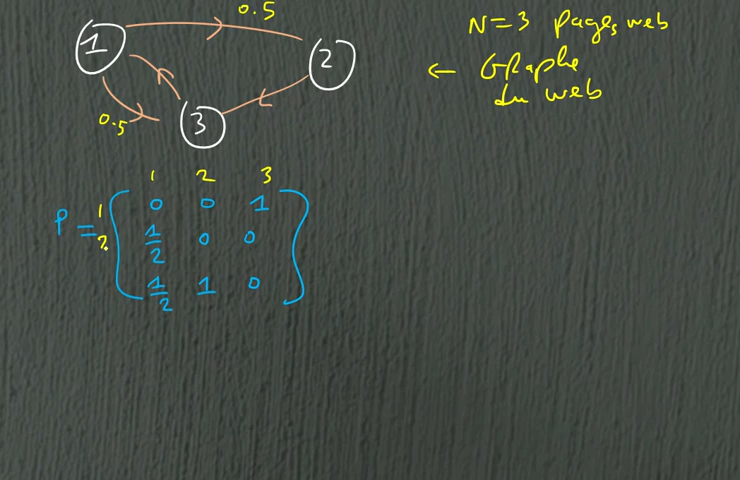 0.5
N=3 pages web
1
2
← Graphe
du web
0.5
3
1 2 3
P = 1 ( 0 0 1 )
2 ( 1/2 0 0 )
( 1/2 1 0 )